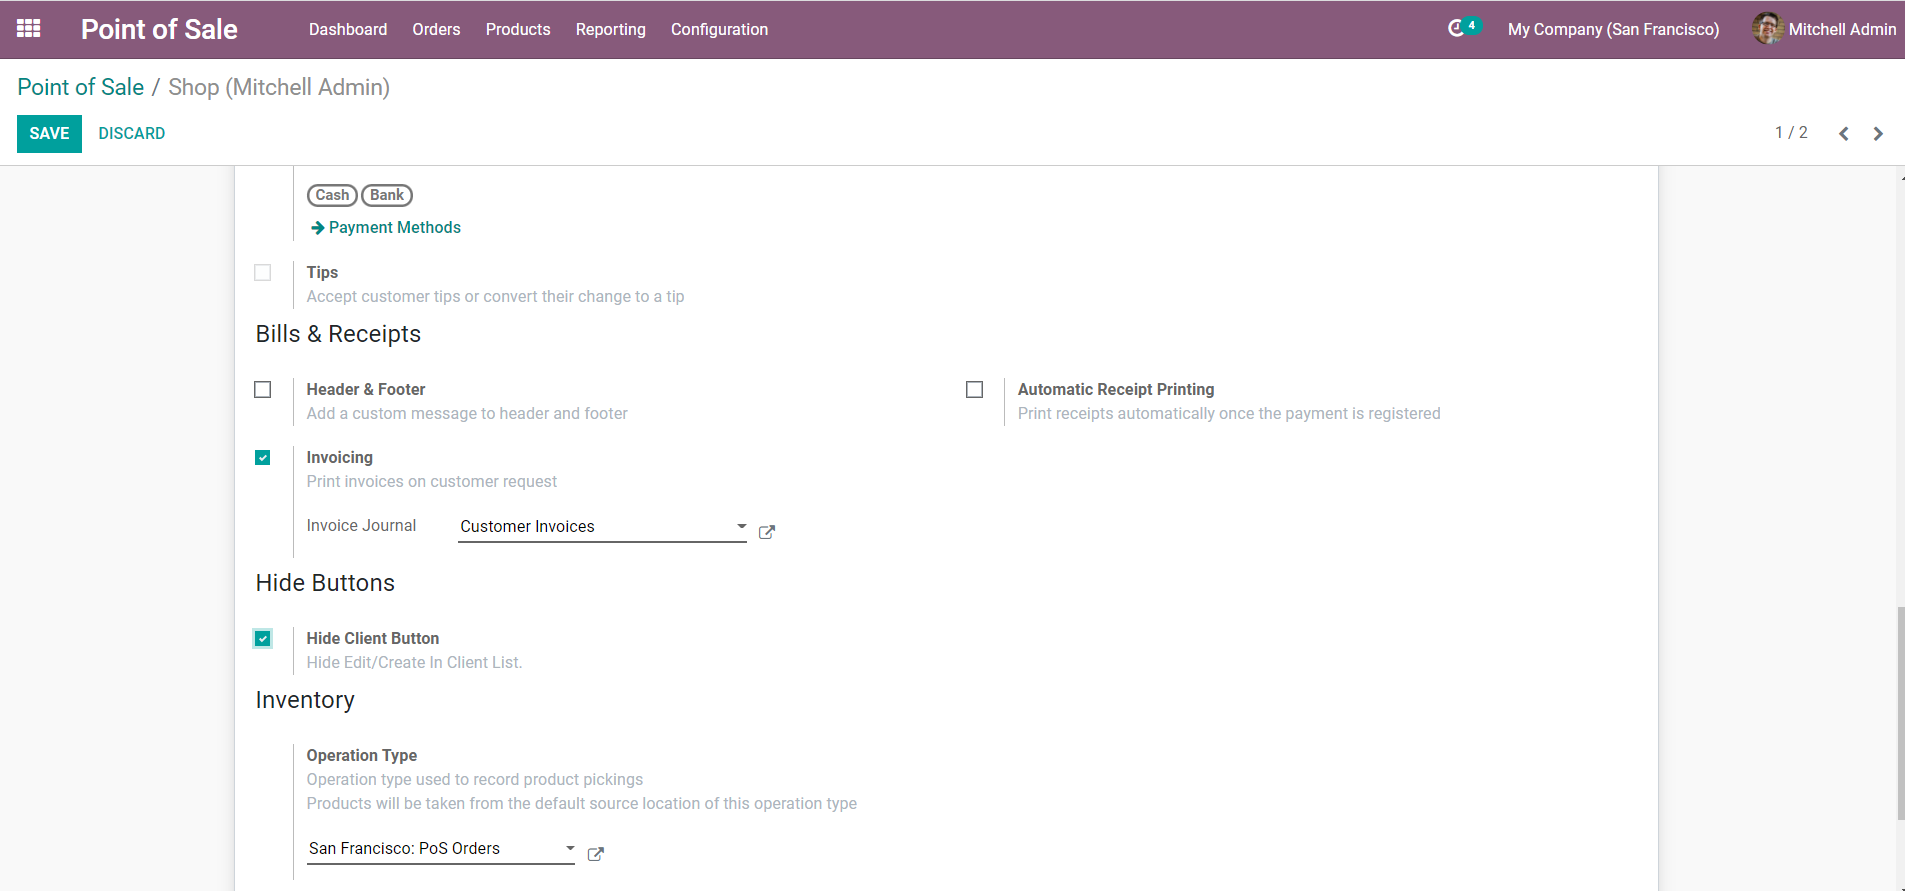 Point of Sale Dashboard Orders Products Reporting Configuration 4 My Company (San Francisco) Mitchell Admin
Point of Sale / Shop (Mitchell Admin)
SAVE DISCARD 1 / 2
Cash Bank
Payment Methods
Tips
Accept customer tips or convert their change to a tip
Bills & Receipts
Header & Footer
Add a custom message to header and footer
Automatic Receipt Printing
Print receipts automatically once the payment is registered
Invoicing
Print invoices on customer request
Invoice Journal Customer Invoices
Hide Buttons
Hide Client Button
Hide Edit/Create In Client List.
Inventory
Operation Type
Operation type used to record product pickings
Products will be taken from the default source location of this operation type
San Francisco: PoS Orders